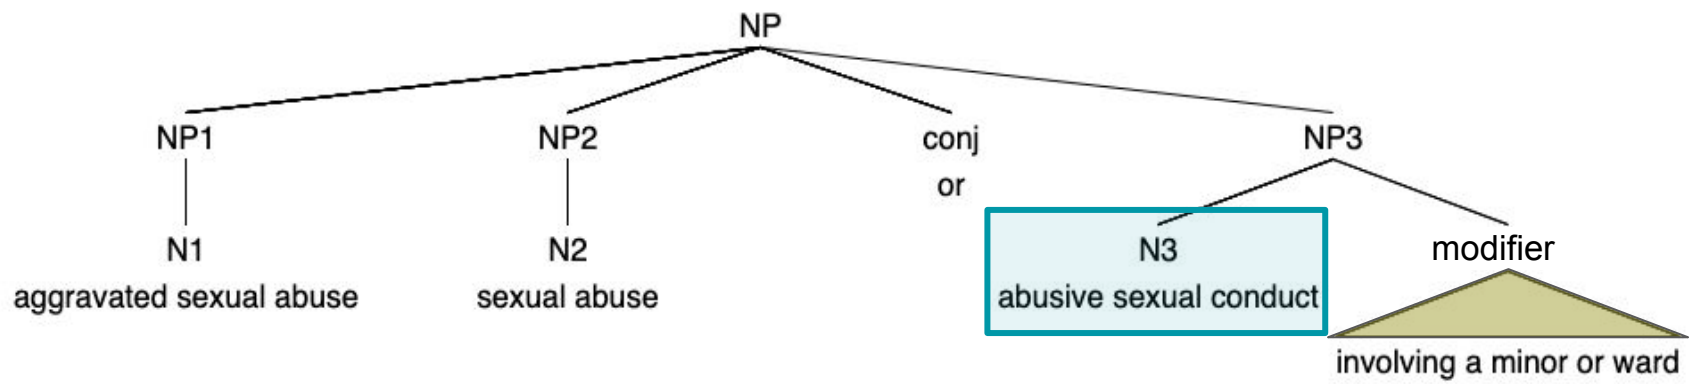 NP
NP1 NP2 conj NP3
or
N1 N2 N3 modifier
aggravated sexual abuse sexual abuse abusive sexual conduct
involving a minor or ward